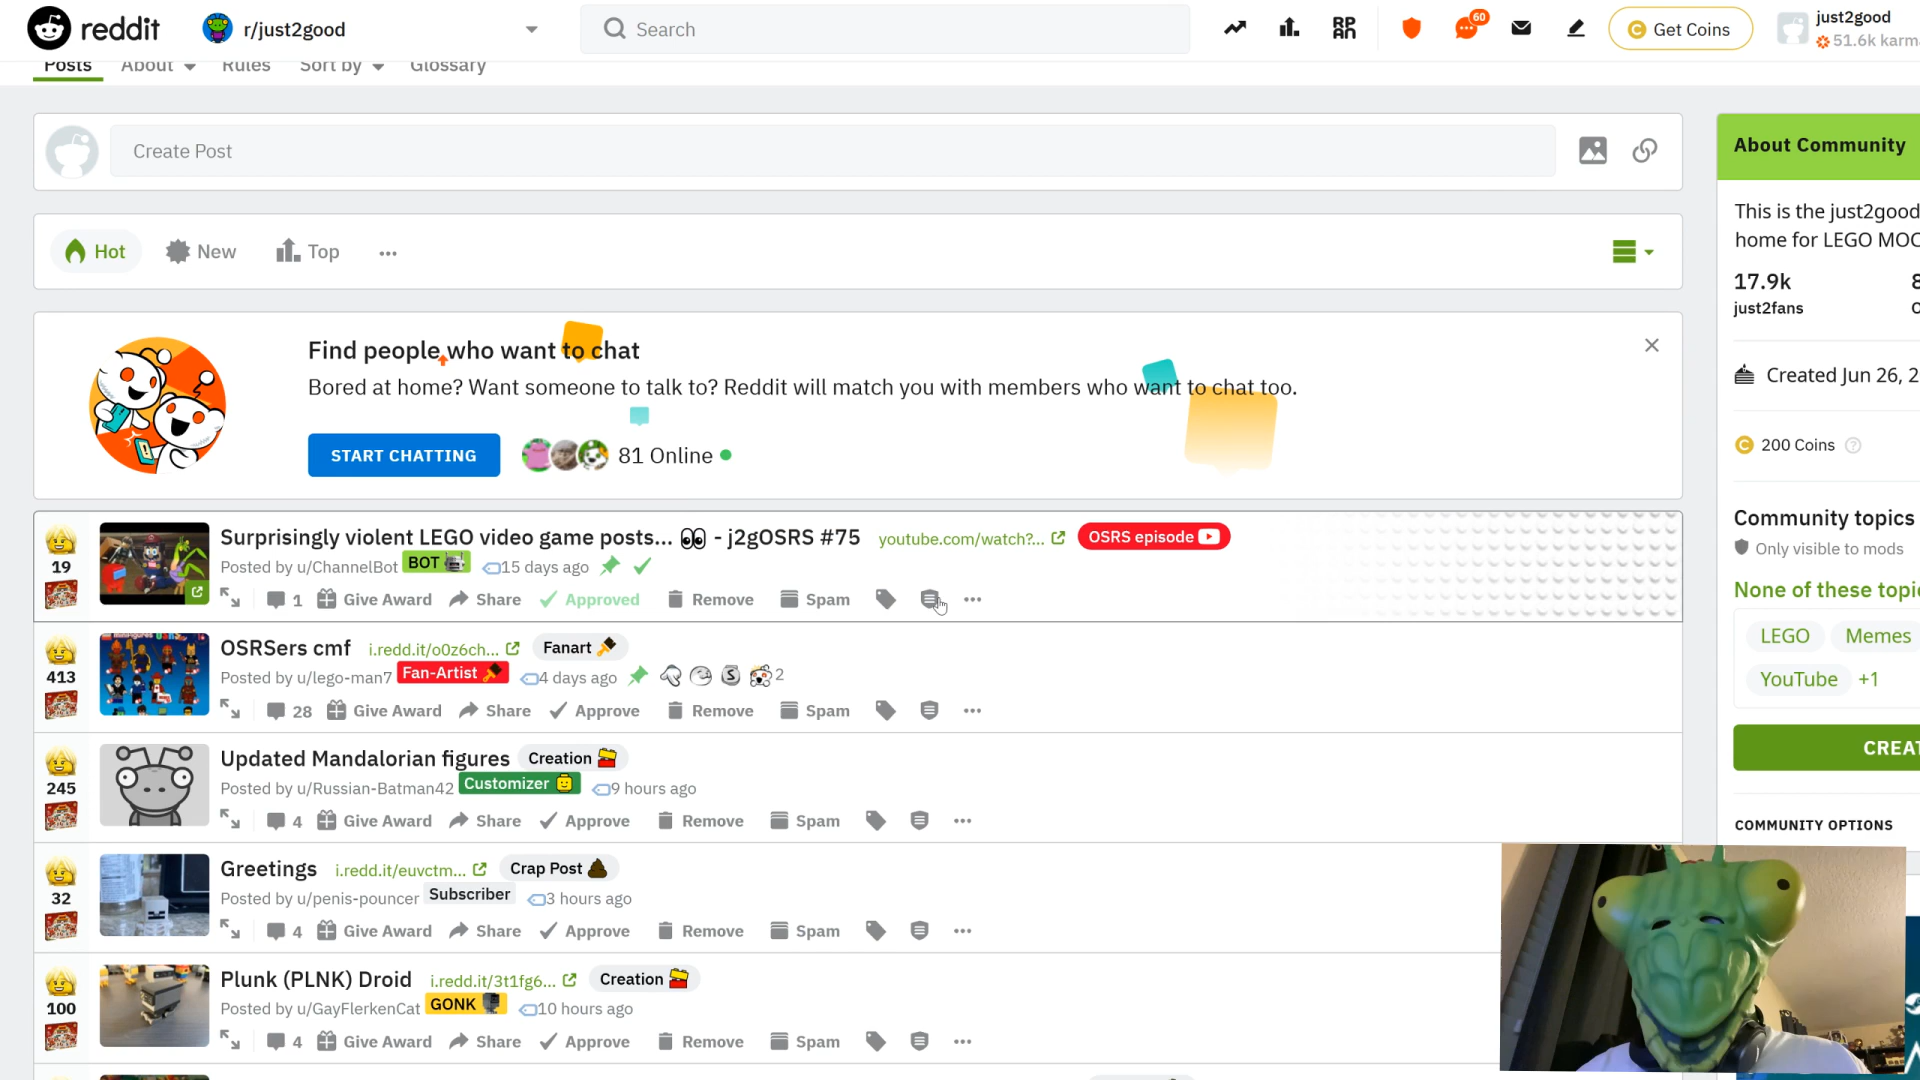 reddit r/just2good Search 60 Get Coins just2good
51.6k karm
Posts About Rules Sort by Glossary
Create Post
Hot New Top ...
Find people who want to chat
Bored at home? Want someone to talk to? Reddit will match you with members who want to chat too.
START CHATTING 81 Online
19
Surprisingly violent LEGO video game posts... 👀 - j2gOSRS #75 youtube.com/watch?... OSRS episode
Posted by u/ChannelBot BOT 15 days ago
1 Give Award Share Approved Remove Spam ...
413
OSRSers cmf i.redd.it/o0z6ch... Fanart
Posted by u/lego-man7 Fan-Artist 4 days ago 2
28 Give Award Share Approve Remove Spam ...
245
Updated Mandalorian figures Creation
Posted by u/Russian-Batman42 Customizer 9 hours ago
4 Give Award Share Approve Remove Spam ...
32
Greetings i.redd.it/euvctm... Crap Post
Posted by u/penis-pouncer Subscriber 3 hours ago
4 Give Award Share Approve Remove Spam ...
100
Plunk (PLNK) Droid i.redd.it/3t1fg6... Creation
Posted by u/GayFlerkenCat GONK 10 hours ago
4 Give Award Share Approve Remove Spam ...
About Community
This is the just2good
home for LEGO MOC
17.9k
just2fans
Created Jun 26, 2
200 Coins
Community topics
Only visible to mods
None of these topi
LEGO Memes
YouTube +1
CREAT
COMMUNITY OPTIONS